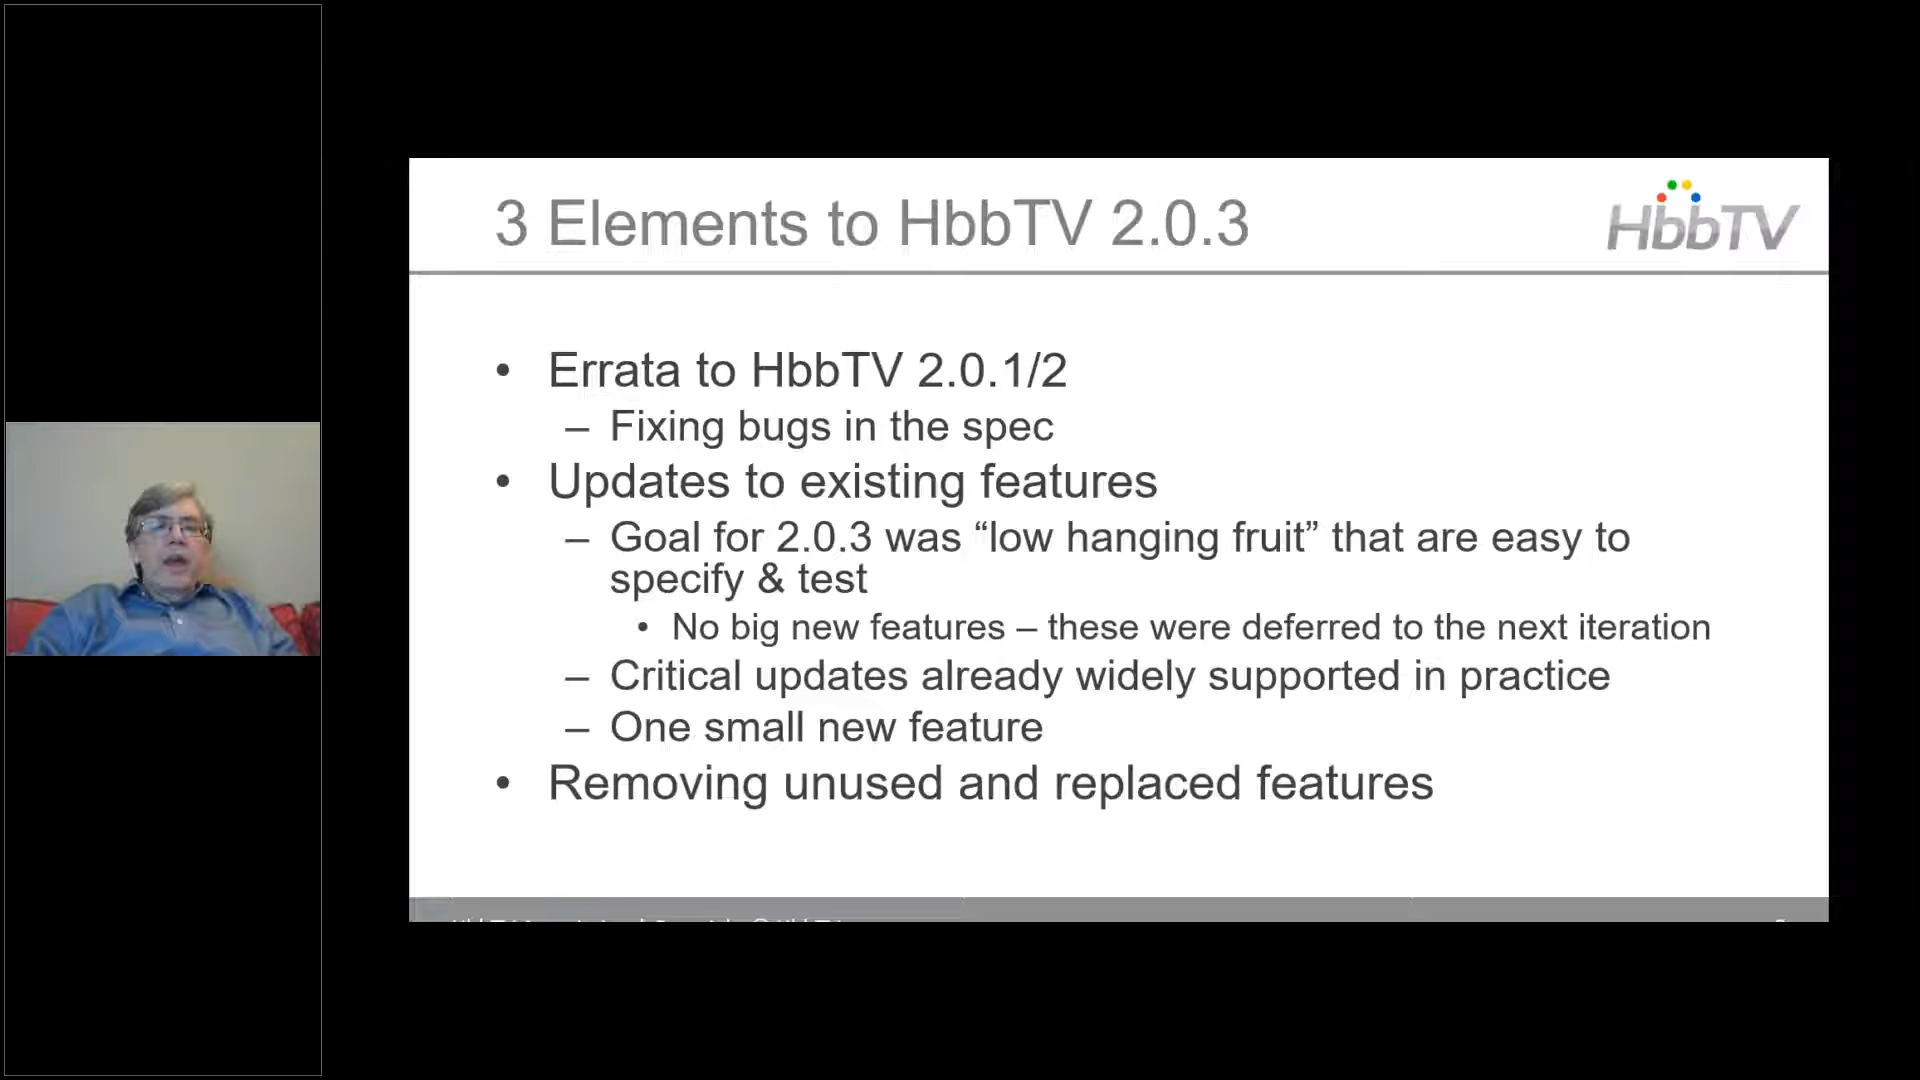 3 Elements to HbbTV 2.0.3
HbbTV
• Errata to HbbTV 2.0.1/2
– Fixing bugs in the spec
• Updates to existing features
– Goal for 2.0.3 was “low hanging fruit” that are easy to
specify & test
• No big new features – these were deferred to the next iteration
– Critical updates already widely supported in practice
– One small new feature
• Removing unused and replaced features